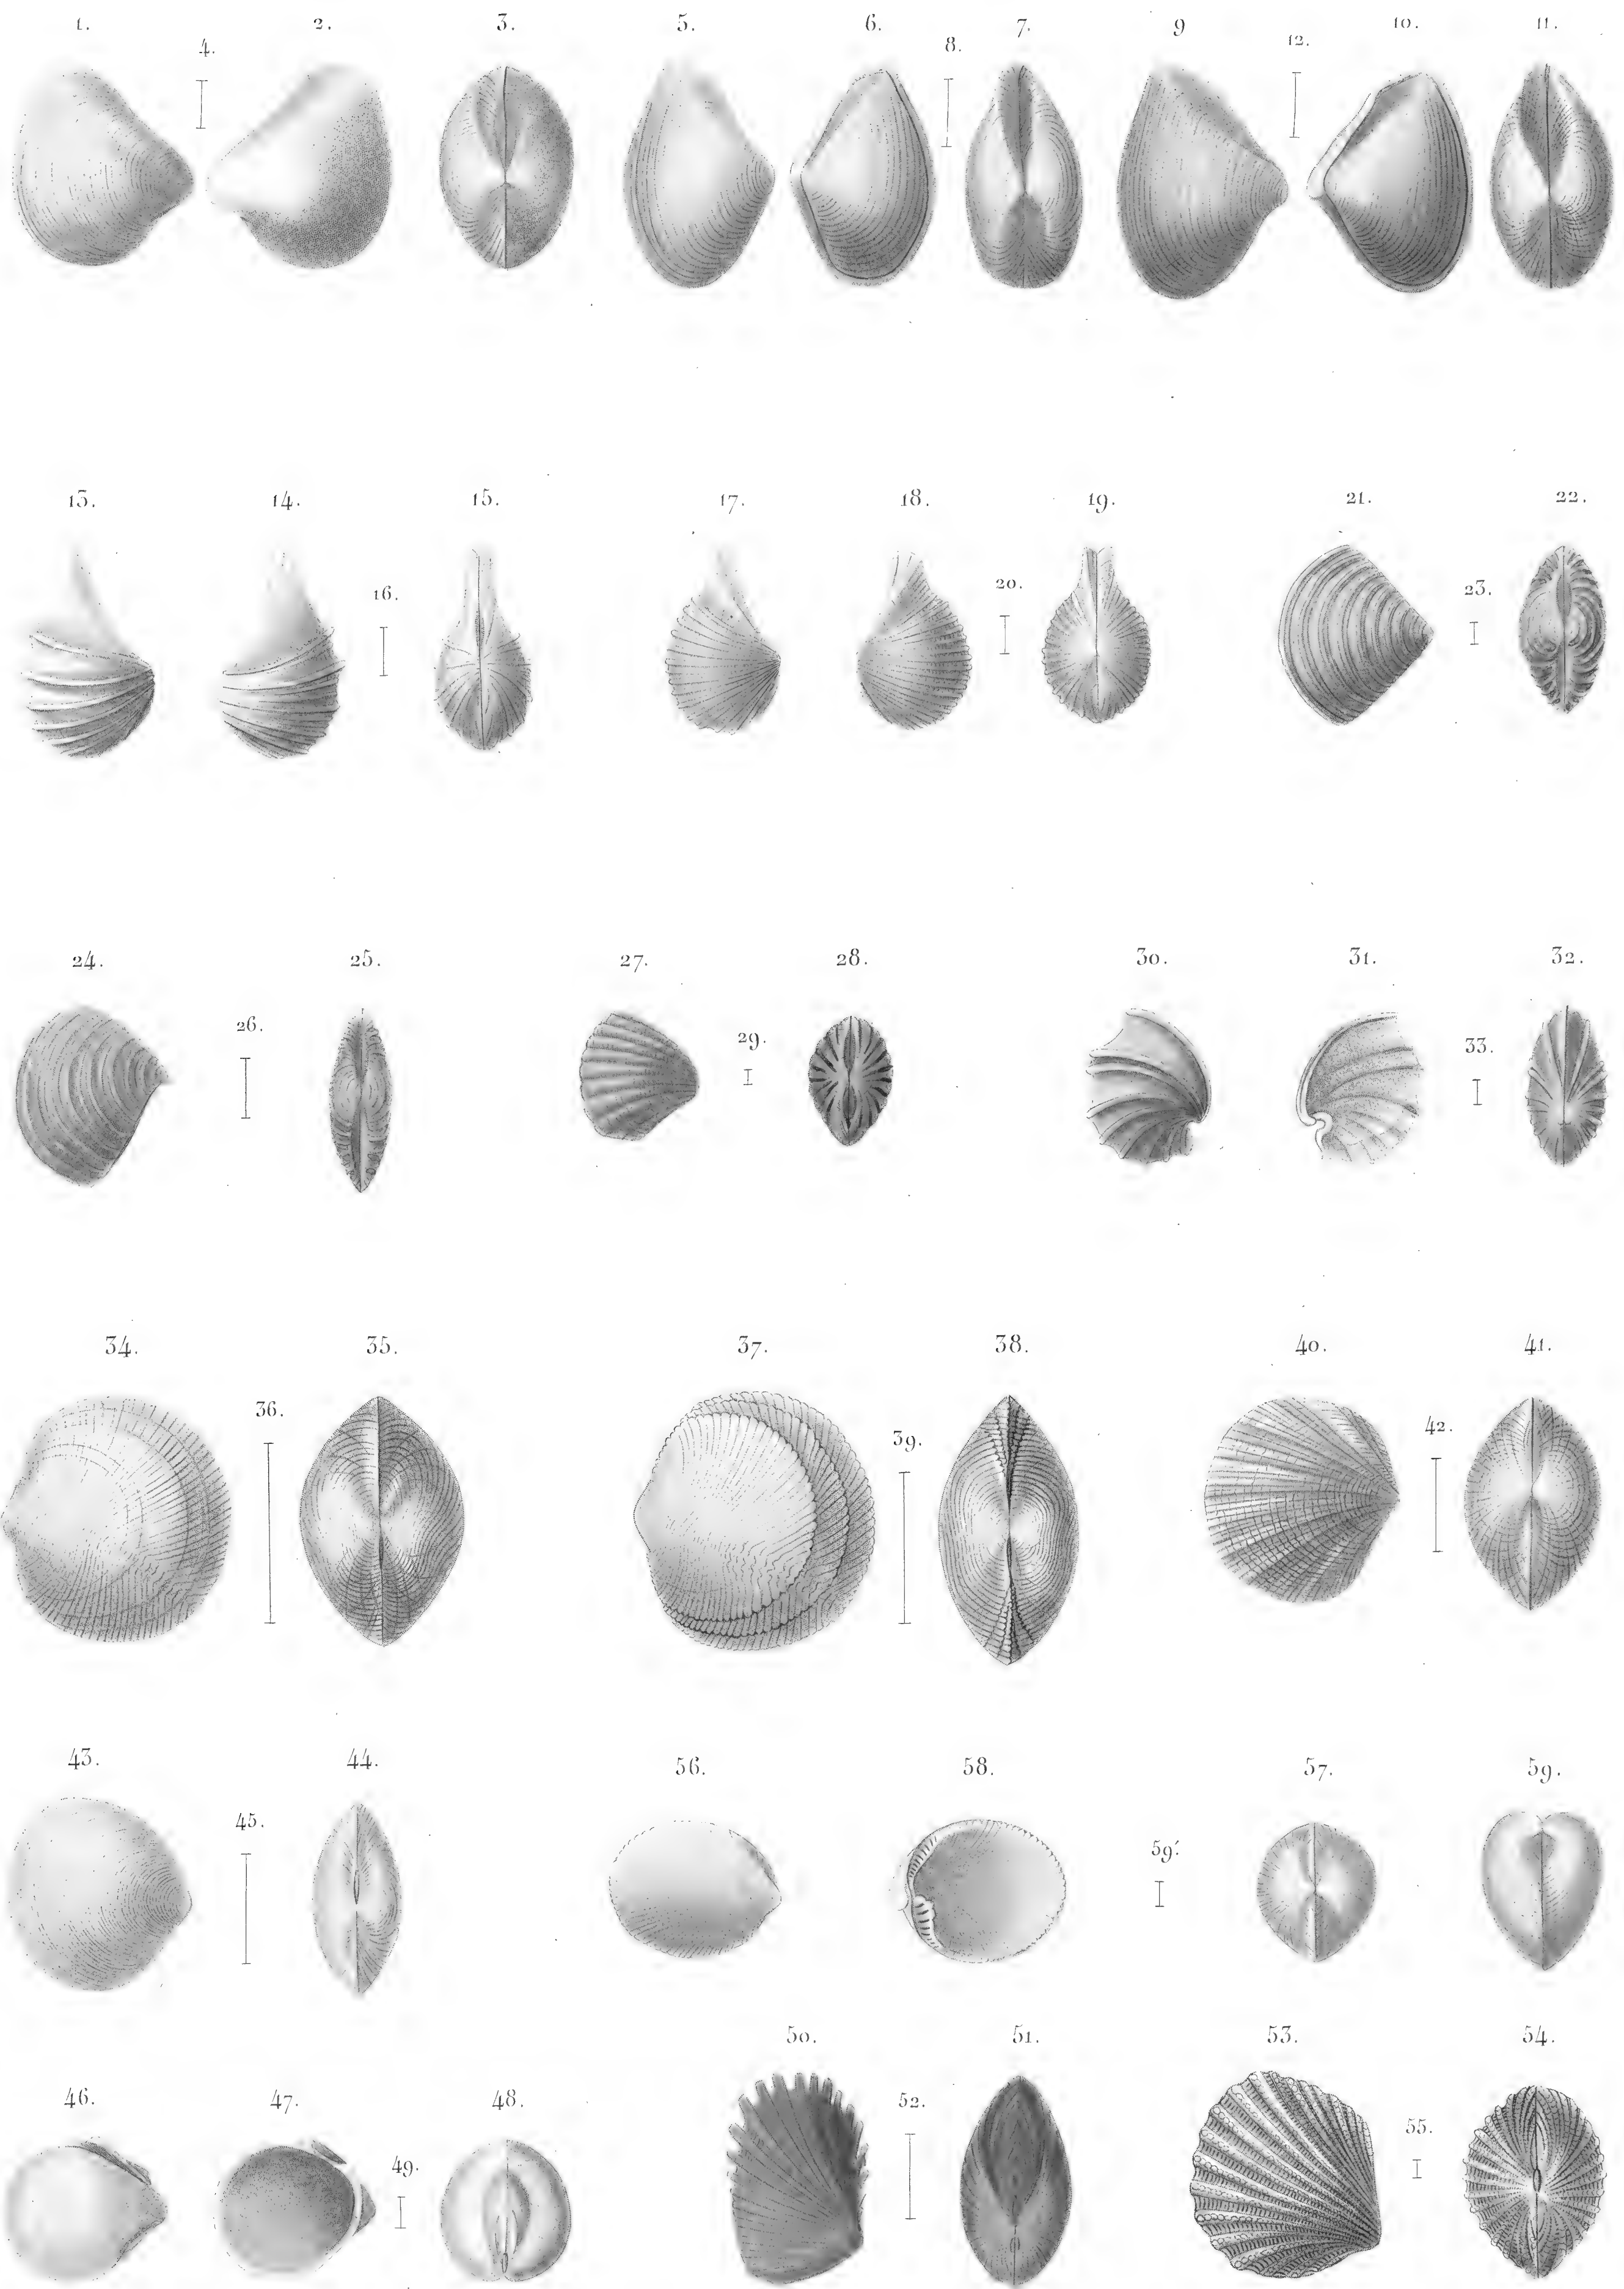 1. 2. 3. 5. 6. 7. 9 10. 11.
4. 8. 12.
13. 14. 15. 17. 18. 19. 21. 22.
16. 20. 23.
24. 25. 27. 28. 30. 31. 32.
26. 29. 33.
34. 35. 37. 38. 40. 41.
36. 39. 42.
43. 44. 56. 58. 57. 59.
45. 59'.
50. 51. 53. 54.
46. 47. 48. 52.
49. 55.